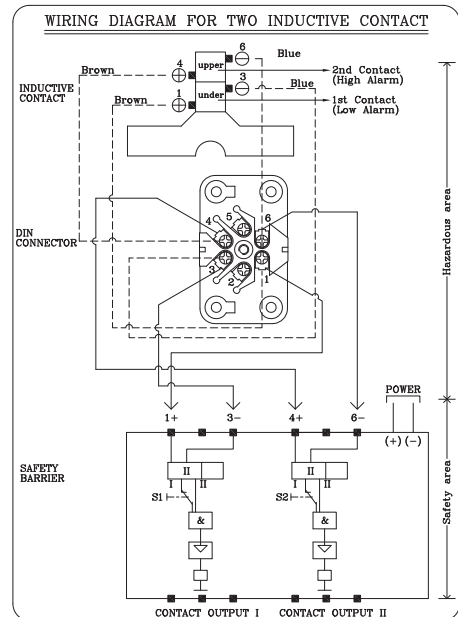 WIRING DIAGRAM FOR TWO INDUCTIVE CONTACT
6
Blue
4
upper
2nd Contact
(High Alarm)
Brown
3
Blue
INDUCTIVE
CONTACT
under
Brown
1
1st Contact
(Low Alarm)
Hazardous area
DIN
CONNECTOR
4
5
6
3
2
1
POWER
1+
3-
4+
6-
(+) (-)
SAFETY
BARRIER
Safety area
II
II
I
II
I
II
S1
S2
&
&
CONTACT OUTPUT I
CONTACT OUTPUT II